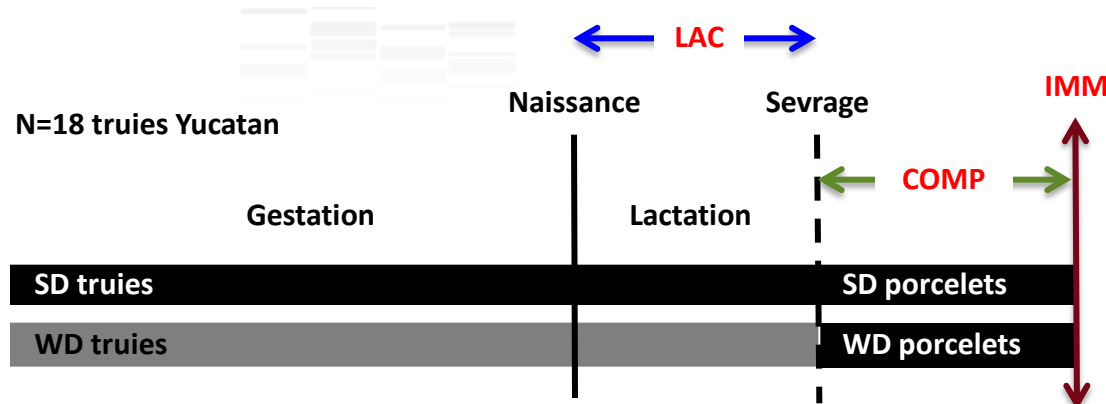 LAC
Naissance
Sevrage
IMM
N=18 truies Yucatan
COMP
Gestation
Lactation
SD truies
SD porcelets
WD truies
WD porcelets